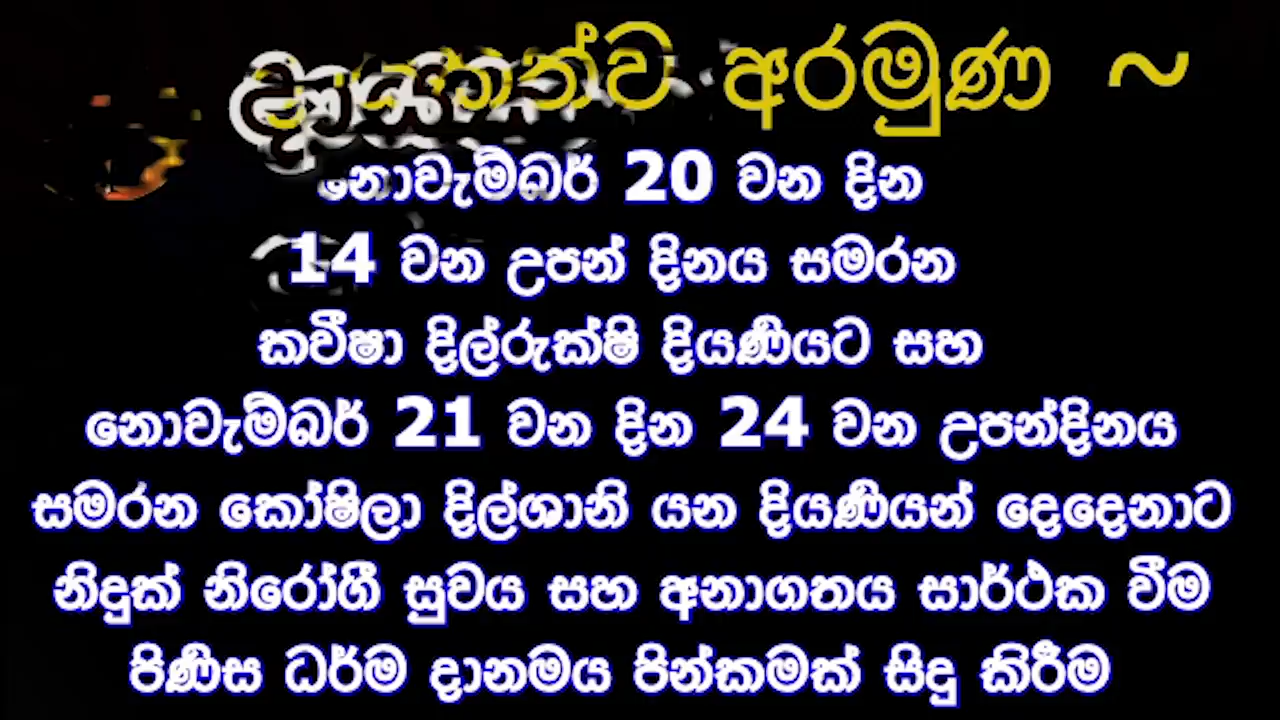 අරමුණ ~
නොවැම්බර් 20 වන දින
14 වන උපන් දිනය සමරන
කවීෂා දිල්රුක්ෂි දියණියට සහ
නොවැම්බර් 21 වන දින 24 වන උපන්දිනය
සමරන කෝෂිලා දිල්ශානි යන දියණියන් දෙදෙනාට
නිදුක් නිරෝගී සුවය සහ අනාගතය සාර්ථක වීම
පිණිස ධර්ම දානමය පින්කමක් සිදු කිරීම